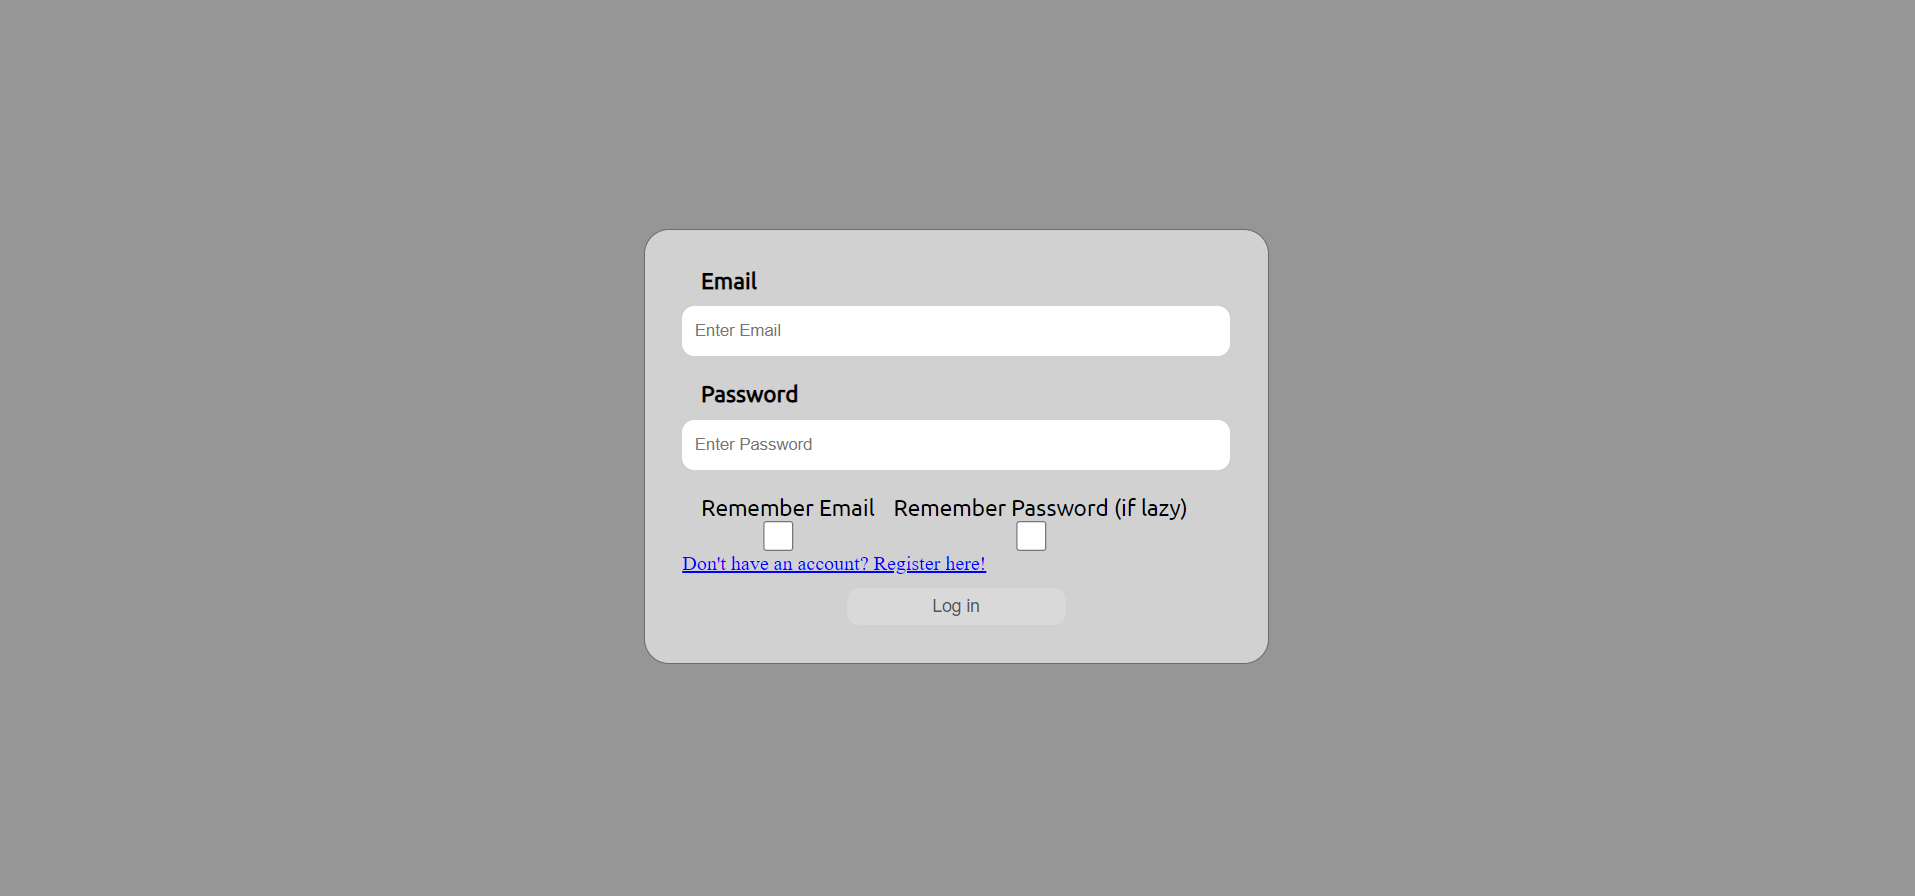 Email
Enter Email
Password
Enter Password
Remember Email Remember Password (if lazy)
Don't have an account? Register here!
Log in